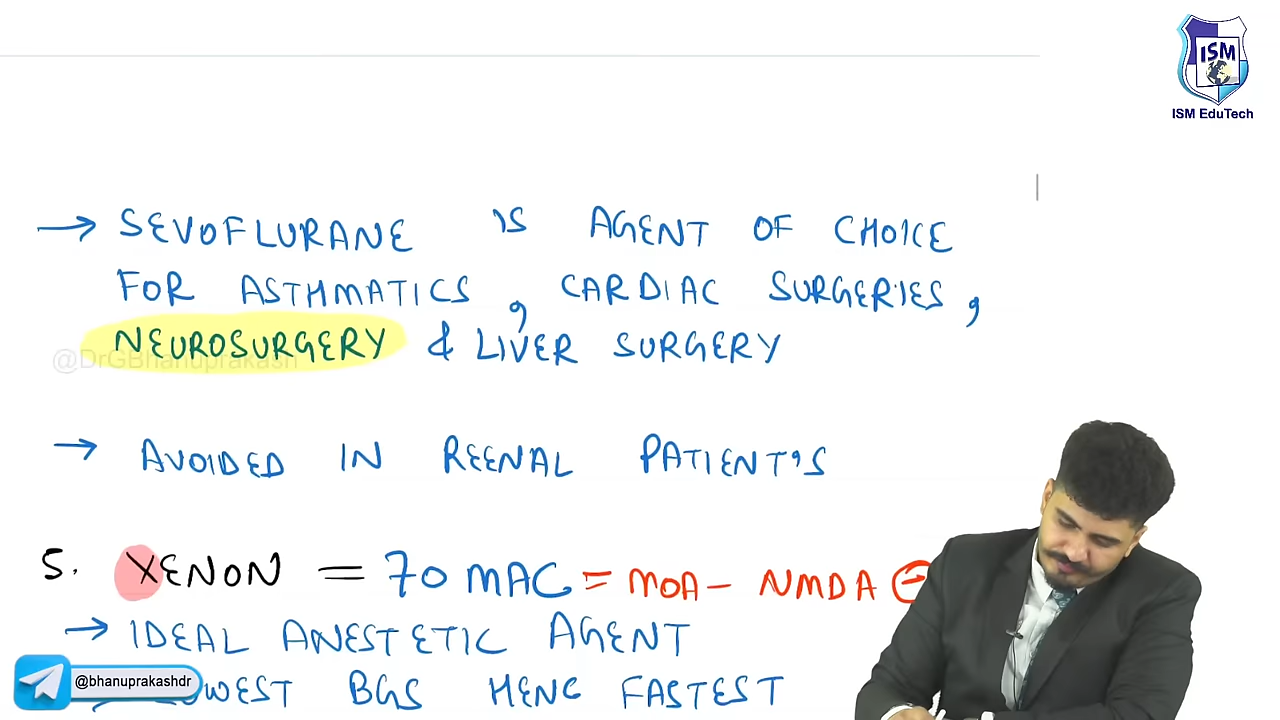 ISM
ISM EduTech
→ SEVOFLURANE IS AGENT OF CHOICE
FOR ASTHMATICS, CARDIAC SURGERIES,
NEUROSURGERY & LIVER SURGERY
@DrGBhanuprakash
→ AVOIDED IN REENAL PATIENT'S
5. XENON = 70 MAC = MOA - NMDA ⊖
→ IDEAL ANESTETIC AGENT
BGS HENC FASTEST
@bhanuprakashdr